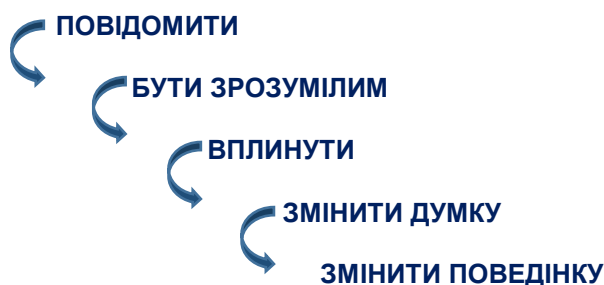 ПОВІДОМИТИ
БУТИ ЗРОЗУМІЛИМ
ВПЛИНУТИ
ЗМІНИТИ ДУМКУ
ЗМІНИТИ ПОВЕДІНКУ